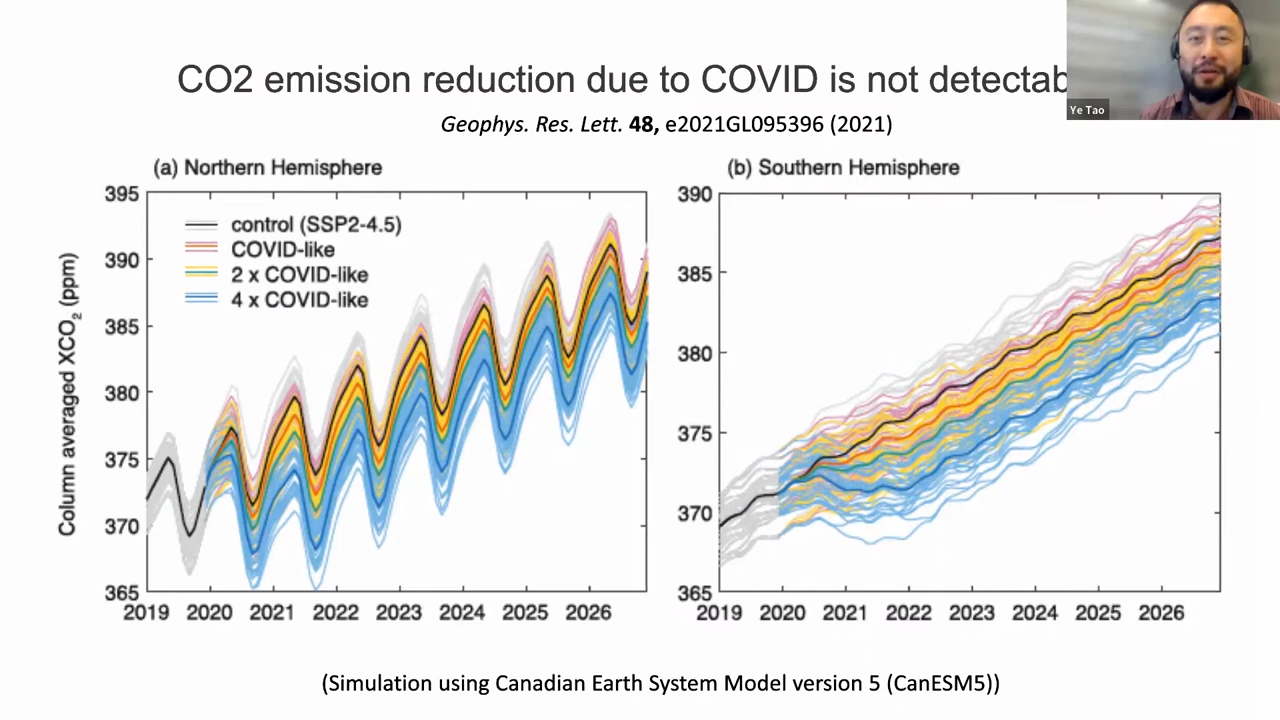 CO2 emission reduction due to COVID is not detectab
Ye Tao
Geophys. Res. Lett. 48, e2021GL095396 (2021)
(a) Northern Hemisphere
Column averaged XCO2 (ppm)
395
390
385
380
375
370
365
control (SSP2-4.5)
COVID-like
2 x COVID-like
4 x COVID-like
2019 2020 2021 2022 2023 2024 2025 2026
(b) Southern Hemisphere
390
385
380
375
370
365
2019 2020 2021 2022 2023 2024 2025 2026
(Simulation using Canadian Earth System Model version 5 (CanESM5))